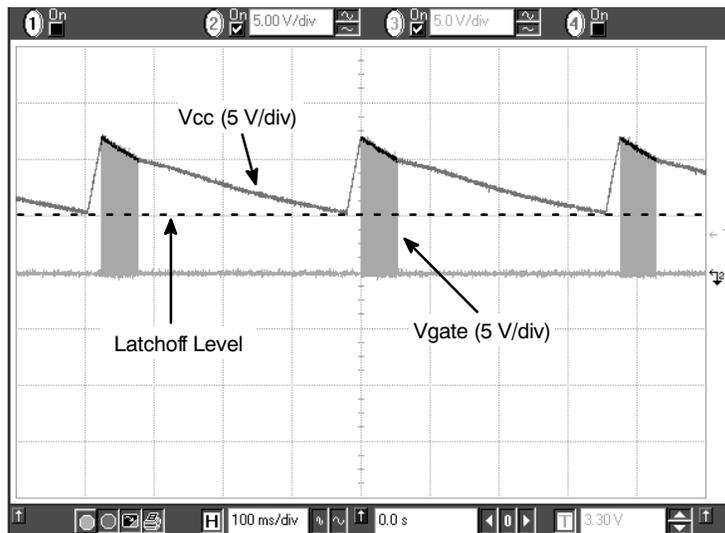 1 On 2 On 5.00 V/div 3 On 5.0 V/div 4 On
Vcc (5 V/div)
Vgate (5 V/div)
Latchoff Level
2
H 100 ms/div 0.0 s 0 T 3.30 V